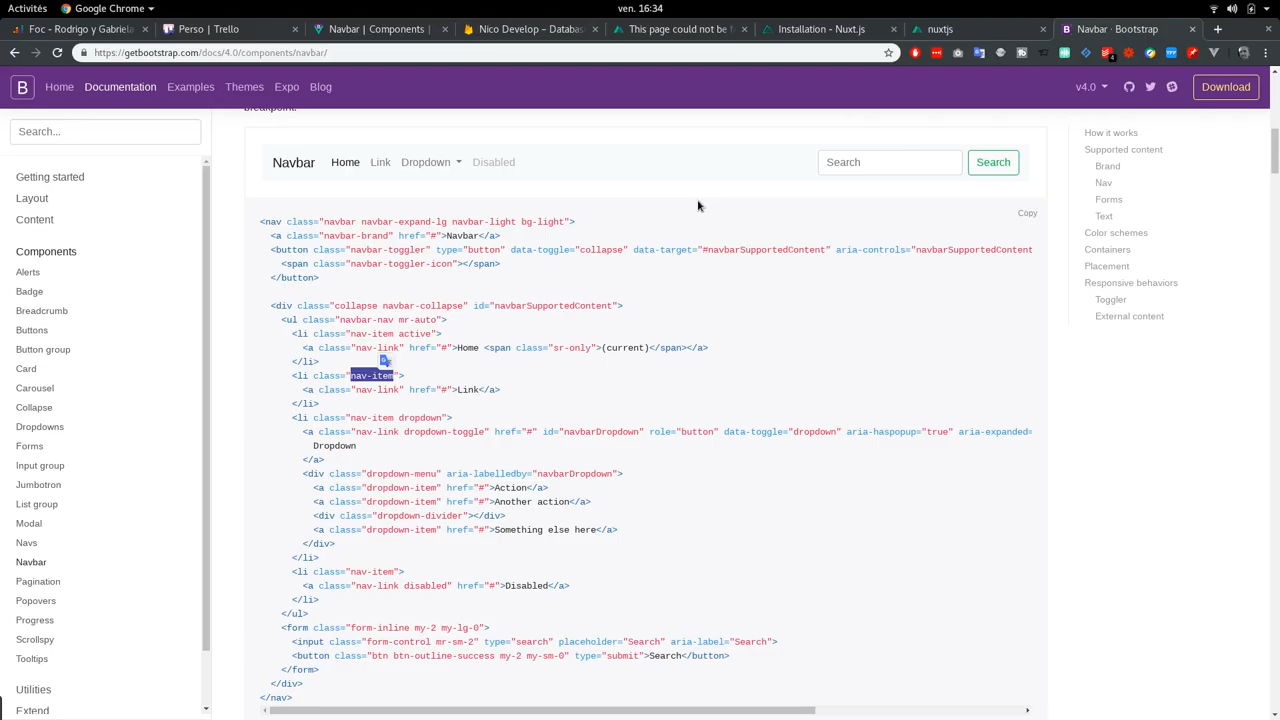 Activités
Google Chrome
ven. 16:34
Foc - Rodrigo y Gabriela
Perso | Trello
Navbar | Components |
Nico Develop – Databas
This page could not be f
Installation - Nuxt.js
nuxtjs
Navbar · Bootstrap
https://getbootstrap.com/docs/4.0/components/navbar/
4
B
Home
Documentation
Examples
Themes
Expo
Blog
v4.0
Download
breakpoint.
Search...
Getting started
Layout
Content
Components
Alerts
Badge
Breadcrumb
Buttons
Button group
Card
Carousel
Collapse
Dropdowns
Forms
Input group
Jumbotron
List group
Modal
Navs
Navbar
Pagination
Popovers
Progress
Scrollspy
Tooltips
Utilities
Extend
Navbar
Home
Link
Dropdown
Disabled
Search
Search
Copy
<nav class="navbar navbar-expand-lg navbar-light bg-light">
<a class="navbar-brand" href="#">Navbar</a>
<button class="navbar-toggler" type="button" data-toggle="collapse" data-target="#navbarSupportedContent" aria-controls="navbarSupportedContent
<span class="navbar-toggler-icon"></span>
</button>
<div class="collapse navbar-collapse" id="navbarSupportedContent">
<ul class="navbar-nav mr-auto">
<li class="nav-item active">
<a class="nav-link" href="#">Home <span class="sr-only">(current)</span></a>
</li>
<li class="nav-item">
<a class="nav-link" href="#">Link</a>
</li>
<li class="nav-item dropdown">
<a class="nav-link dropdown-toggle" href="#" id="navbarDropdown" role="button" data-toggle="dropdown" aria-haspopup="true" aria-expanded=
Dropdown
</a>
<div class="dropdown-menu" aria-labelledby="navbarDropdown">
<a class="dropdown-item" href="#">Action</a>
<a class="dropdown-item" href="#">Another action</a>
<div class="dropdown-divider"></div>
<a class="dropdown-item" href="#">Something else here</a>
</div>
</li>
<li class="nav-item">
<a class="nav-link disabled" href="#">Disabled</a>
</li>
</ul>
<form class="form-inline my-2 my-lg-0">
<input class="form-control mr-sm-2" type="search" placeholder="Search" aria-label="Search">
<button class="btn btn-outline-success my-2 my-sm-0" type="submit">Search</button>
</form>
</div>
</nav>
How it works
Supported content
Brand
Nav
Forms
Text
Color schemes
Containers
Placement
Responsive behaviors
Toggler
External content